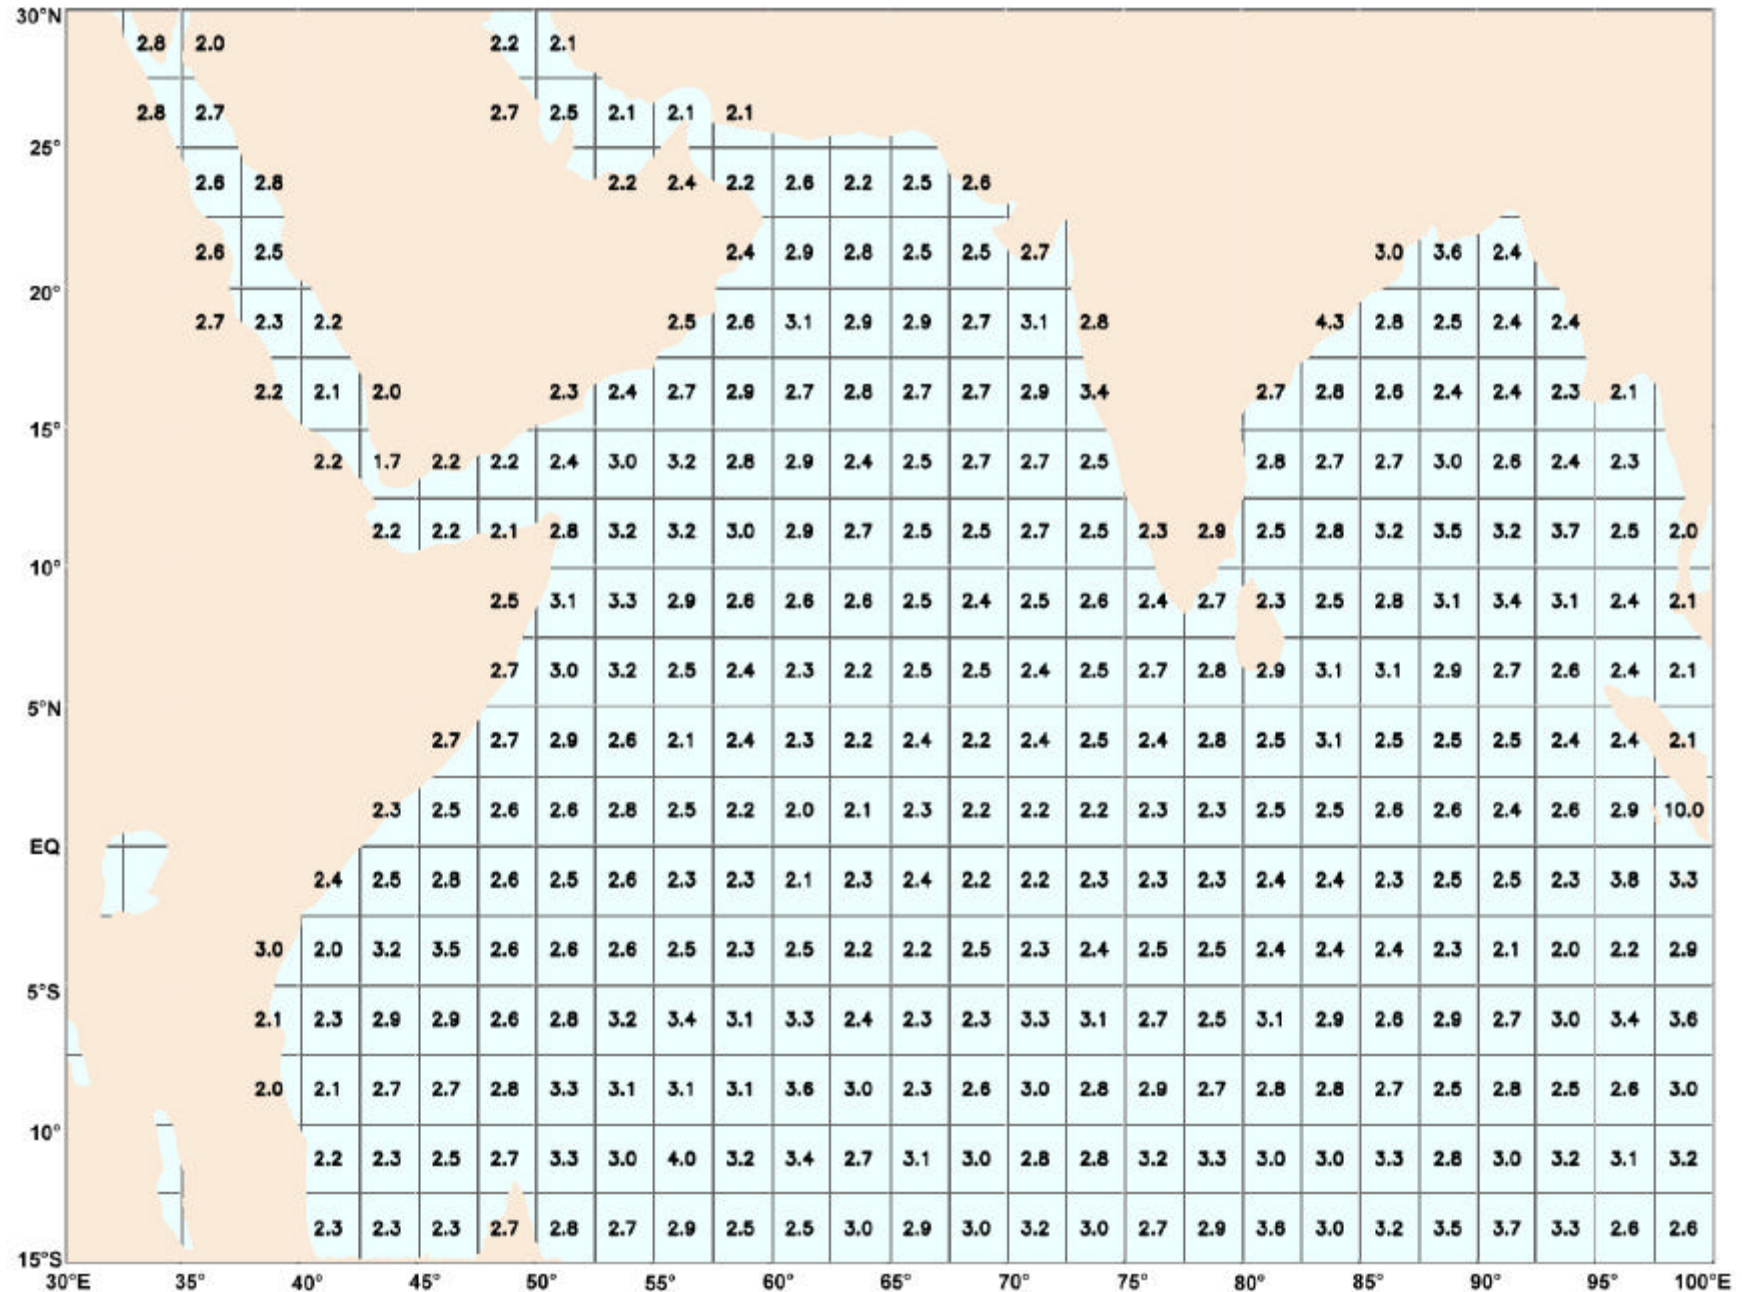 30°N
2.8 2.0 2.2 2.1
2.8 2.7 2.7 2.5 2.1 2.1 2.1
25°
2.6 2.8 2.2 2.4 2.2 2.6 2.2 2.5 2.6
2.6 2.5 2.4 2.9 2.8 2.5 2.5 2.7 3.0 3.6 2.4
20°
2.7 2.3 2.2 2.5 2.6 3.1 2.9 2.9 2.7 3.1 2.8 4.3 2.8 2.5 2.4 2.4
2.2 2.1 2.0 2.3 2.4 2.7 2.9 2.7 2.8 2.7 2.7 2.9 3.4 2.7 2.8 2.6 2.4 2.4 2.3 2.1
15°
2.2 1.7 2.2 2.2 2.4 3.0 3.2 2.8 2.9 2.4 2.5 2.7 2.7 2.5 2.8 2.7 2.7 3.0 2.6 2.4 2.3
2.2 2.2 2.1 2.8 3.2 3.2 3.0 2.9 2.7 2.5 2.5 2.7 2.5 2.3 2.9 2.5 2.8 3.2 3.5 3.2 3.7 2.5 2.0
10°
2.5 3.1 3.3 2.9 2.6 2.6 2.6 2.5 2.4 2.5 2.6 2.4 2.7 2.3 2.5 2.8 3.1 3.4 3.1 2.4 2.1
2.7 3.0 3.2 2.5 2.4 2.3 2.2 2.5 2.5 2.4 2.5 2.7 2.8 2.9 3.1 3.1 2.9 2.7 2.6 2.4 2.1
5°N
2.7 2.7 2.9 2.6 2.1 2.4 2.3 2.2 2.4 2.2 2.4 2.5 2.4 2.8 2.5 3.1 2.5 2.5 2.5 2.4 2.4 2.1
2.3 2.5 2.6 2.6 2.8 2.5 2.2 2.0 2.1 2.3 2.2 2.2 2.2 2.3 2.3 2.5 2.5 2.6 2.6 2.4 2.6 2.9 10.0
EQ
2.4 2.5 2.8 2.6 2.5 2.6 2.3 2.3 2.1 2.3 2.4 2.2 2.2 2.3 2.3 2.3 2.4 2.4 2.3 2.5 2.5 2.3 3.8 3.3
3.0 2.0 3.2 3.5 2.6 2.6 2.6 2.5 2.3 2.5 2.2 2.2 2.5 2.3 2.4 2.5 2.5 2.4 2.4 2.4 2.3 2.1 2.0 2.2 2.9
5°S
2.1 2.3 2.9 2.9 2.6 2.8 3.2 3.4 3.1 3.3 2.4 2.3 2.3 3.3 3.1 2.7 2.5 3.1 2.9 2.6 2.9 2.7 3.0 3.4 3.6
2.0 2.1 2.7 2.7 2.8 3.3 3.1 3.1 3.1 3.6 3.0 2.3 2.6 3.0 2.8 2.9 2.7 2.8 2.8 2.7 2.5 2.8 2.5 2.6 3.0
10°
2.2 2.3 2.5 2.7 3.3 3.0 4.0 3.2 3.4 2.7 3.1 3.0 2.8 2.8 3.2 3.3 3.0 3.0 3.3 2.8 3.0 3.2 3.1 3.2
2.3 2.3 2.3 2.7 2.8 2.7 2.9 2.5 2.5 3.0 2.9 3.0 3.2 3.0 2.7 2.9 3.6 3.0 3.2 3.5 3.7 3.3 2.6 2.6
15°S
30°E 35° 40° 45° 50° 55° 60° 65° 70° 75° 80° 85° 90° 95° 100°E